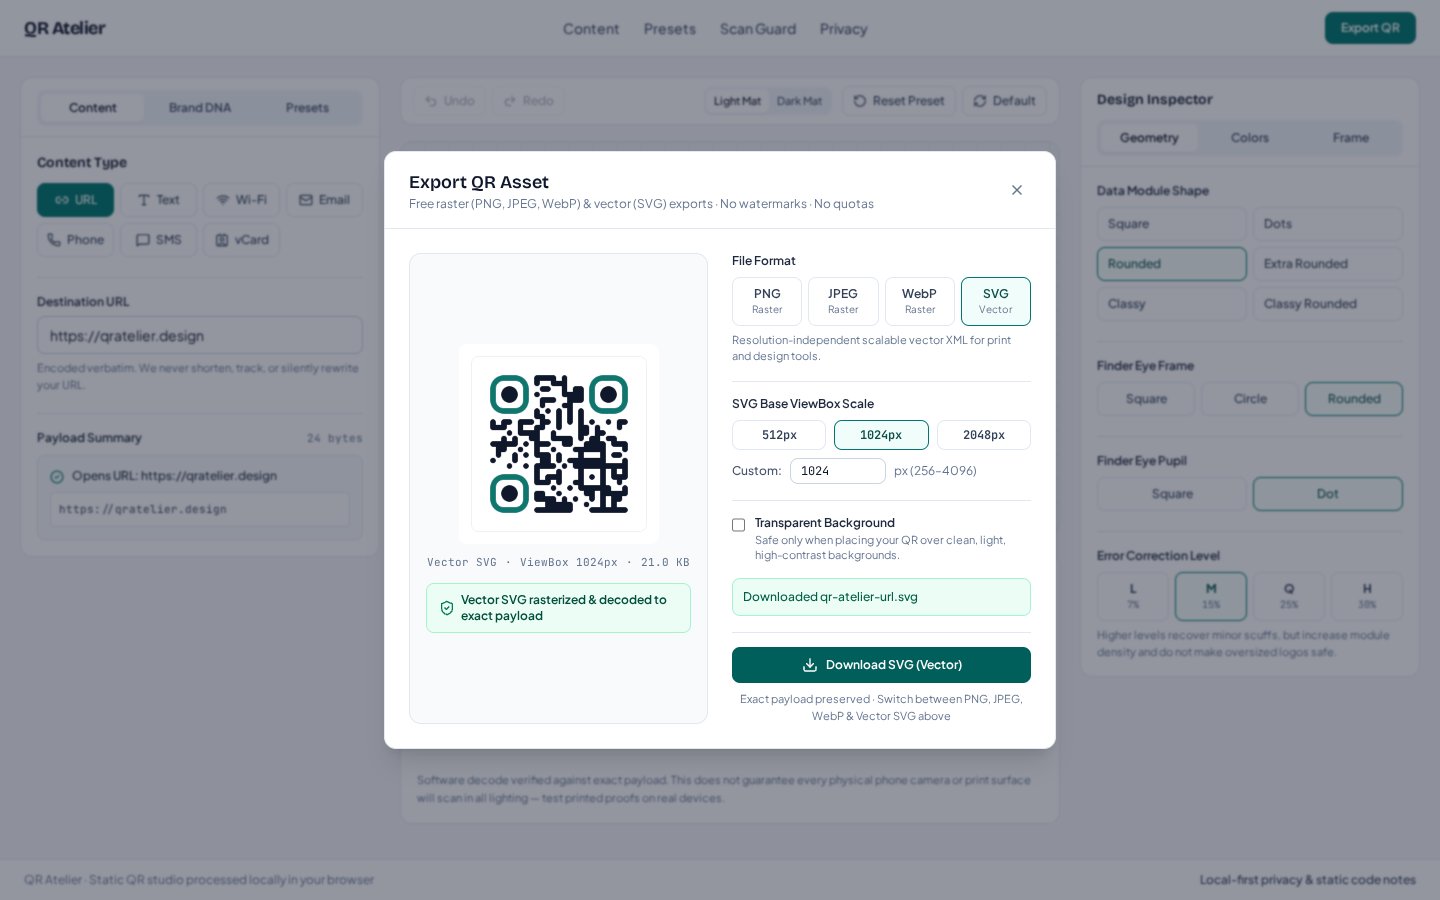 QR Atelier
Content
Presets
Scan Guard
Privacy
Export QR
Content
Brand DNA
Presets
Content Type
URL
Text
Wi-Fi
Email
Phone
SMS
vCard
Destination URL
https://qratelier.design
Encoded verbatim. We never shorten, track, or silently rewrite
your URL.
Payload Summary
24 bytes
Opens URL: https://qratelier.design
https://qratelier.design
Undo
Redo
Light Mat
Dark Mat
Reset Preset
Default
Export QR Asset
Free raster (PNG, JPEG, WebP) & vector (SVG) exports · No watermarks · No quotas
Vector SVG · ViewBox 1024px · 21.0 KB
Vector SVG rasterized & decoded to
exact payload
File Format
PNG
Raster
JPEG
Raster
WebP
Raster
SVG
Vector
Resolution-independent scalable vector XML for print
and design tools.
SVG Base ViewBox Scale
512px
1024px
2048px
Custom:
1024
px (256–4096)
Transparent Background
Safe only when placing your QR over clean, light,
high-contrast backgrounds.
Downloaded qr-atelier-url.svg
Download SVG (Vector)
Exact payload preserved · Switch between PNG, JPEG,
WebP & Vector SVG above
Software decode verified against exact payload. This does not guarantee every physical phone camera or print surface
will scan in all lighting — test printed proofs on real devices.
Design Inspector
Geometry
Colors
Frame
Data Module Shape
Square
Dots
Rounded
Extra Rounded
Classy
Classy Rounded
Finder Eye Frame
Square
Circle
Rounded
Finder Eye Pupil
Square
Dot
Error Correction Level
L
7%
M
15%
Q
25%
H
30%
Higher levels recover minor scuffs, but increase module
density and do not make oversized logos safe.
QR Atelier · Static QR studio processed locally in your browser
Local-first privacy & static code notes